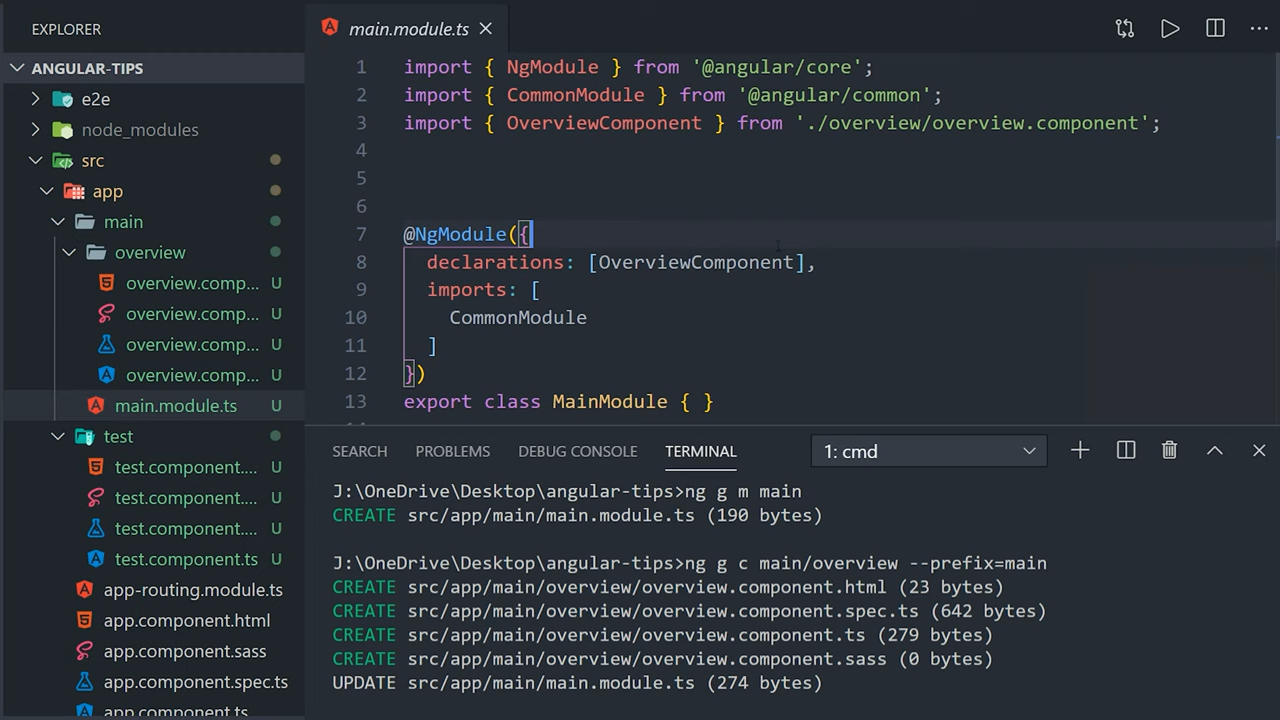 EXPLORER
ANGULAR-TIPS
e2e
node_modules
src
app
main
overview
overview.comp... U
overview.comp... U
overview.comp... U
overview.comp... U
main.module.ts U
test
test.component.... U
test.component.... U
test.component.... U
test.component.ts U
app-routing.module.ts
app.component.html
app.component.sass
app.component.spec.ts
app.component.ts
main.module.ts
1 import { NgModule } from '@angular/core';
2 import { CommonModule } from '@angular/common';
3 import { OverviewComponent } from './overview/overview.component';
4
5
6
7 @NgModule({
8 declarations: [OverviewComponent],
9 imports: [
10 CommonModule
11 ]
12 })
13 export class MainModule { }
SEARCH PROBLEMS DEBUG CONSOLE TERMINAL 1: cmd
J:\OneDrive\Desktop\angular-tips>ng g m main
CREATE src/app/main/main.module.ts (190 bytes)
J:\OneDrive\Desktop\angular-tips>ng g c main/overview --prefix=main
CREATE src/app/main/overview/overview.component.html (23 bytes)
CREATE src/app/main/overview/overview.component.spec.ts (642 bytes)
CREATE src/app/main/overview/overview.component.ts (279 bytes)
CREATE src/app/main/overview/overview.component.sass (0 bytes)
UPDATE src/app/main/main.module.ts (274 bytes)